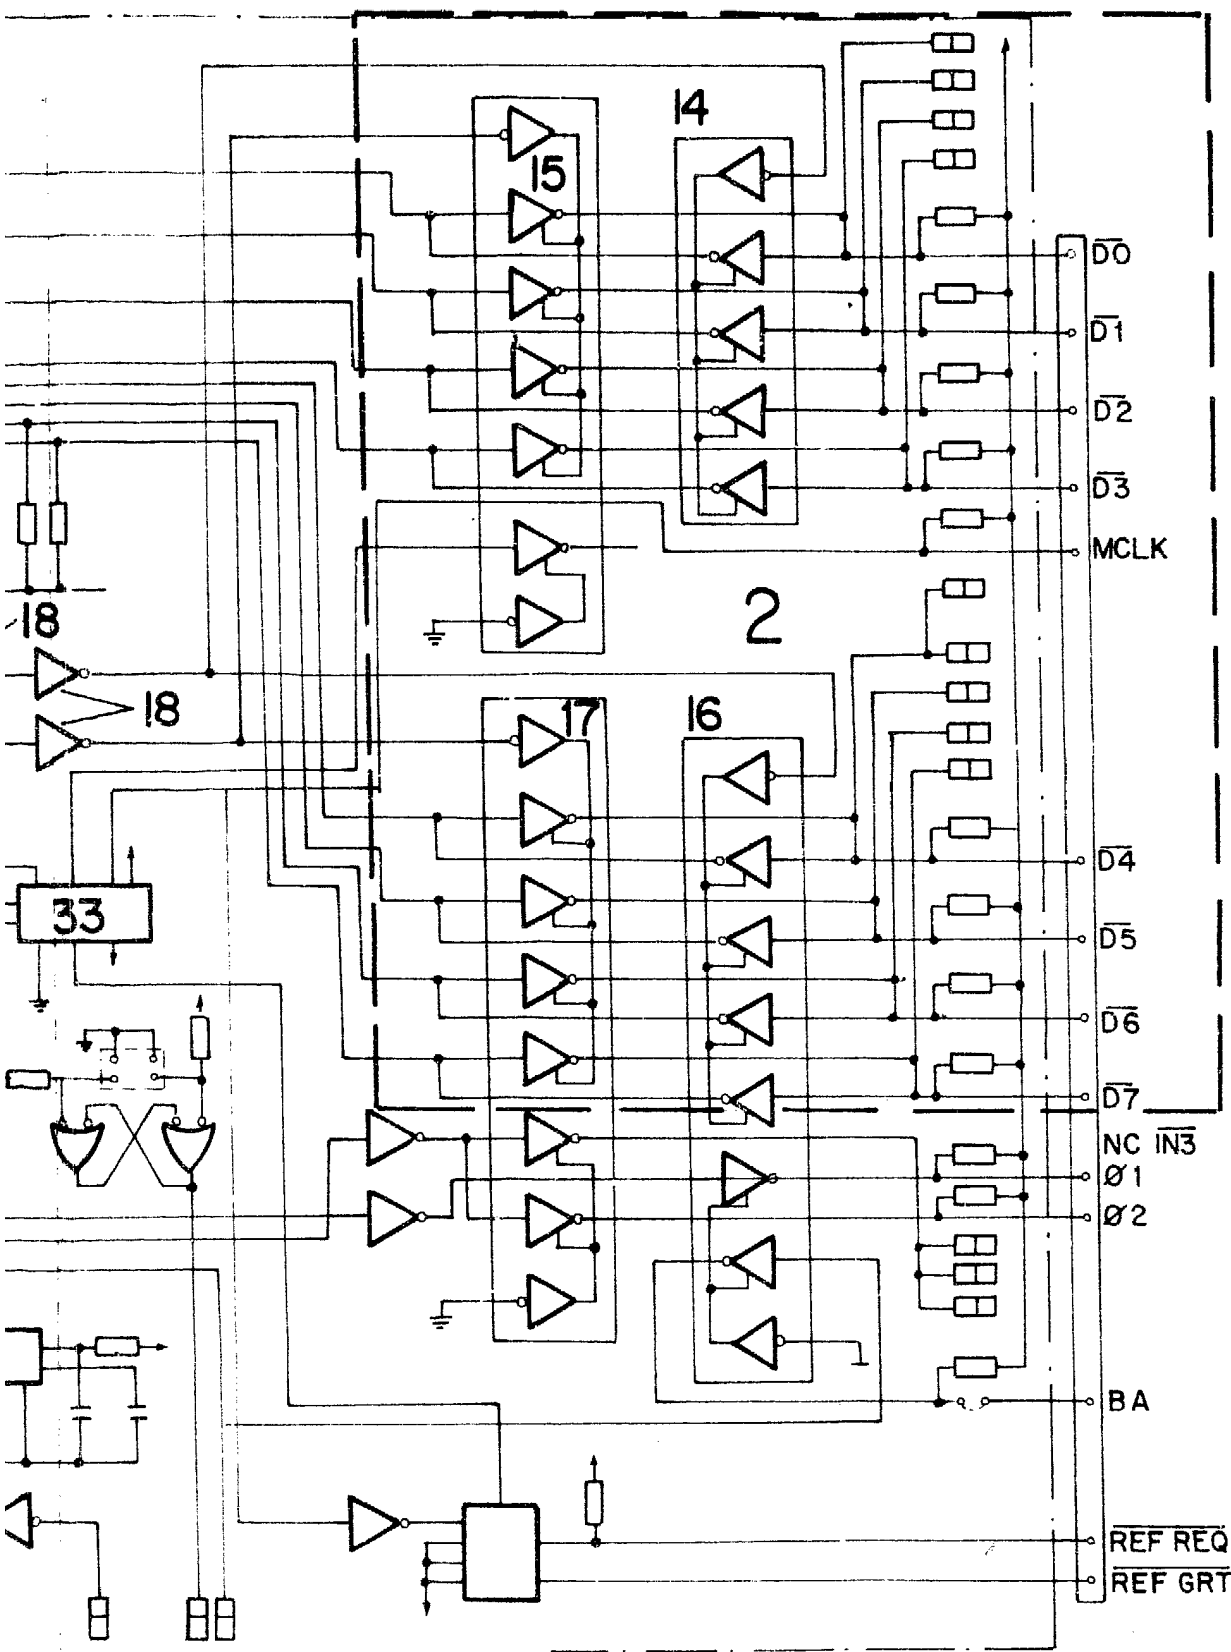 14
15
D0
D1
D2
D3
MCLK
18
2
18
17
16
D4
33
D5
D6
D7
NC IN3
Ø1
Ø2
BA
REF REQ
REF GRT